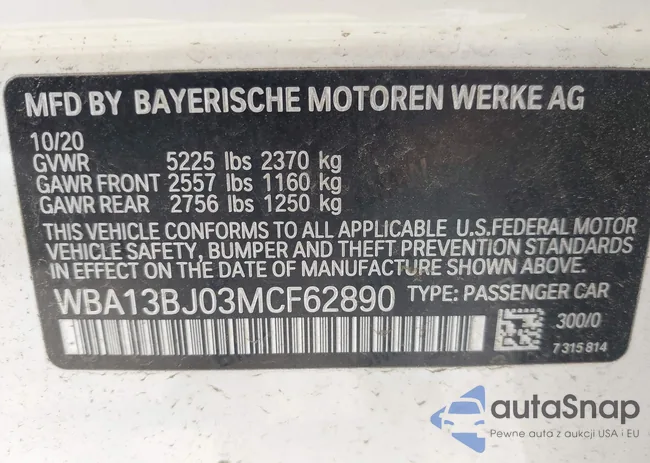 MFD BY BAYERISCHE MOTOREN WERKE AG
10/20
GVWR 5225 lbs 2370 kg
GAWR FRONT 2557 lbs 1160 kg
GAWR REAR 2756 lbs 1250 kg
THIS VEHICLE CONFORMS TO ALL APPLICABLE U.S.FEDERAL MOTOR
VEHICLE SAFETY, BUMPER AND THEFT PREVENTION STANDARDS
IN EFFECT ON THE DATE OF MANUFACTURE SHOWN ABOVE.
WBA13BJ03MCF62890 TYPE: PASSENGER CAR
300/0
7315814
autoSnap
Pewne auta z aukcji USA i EU